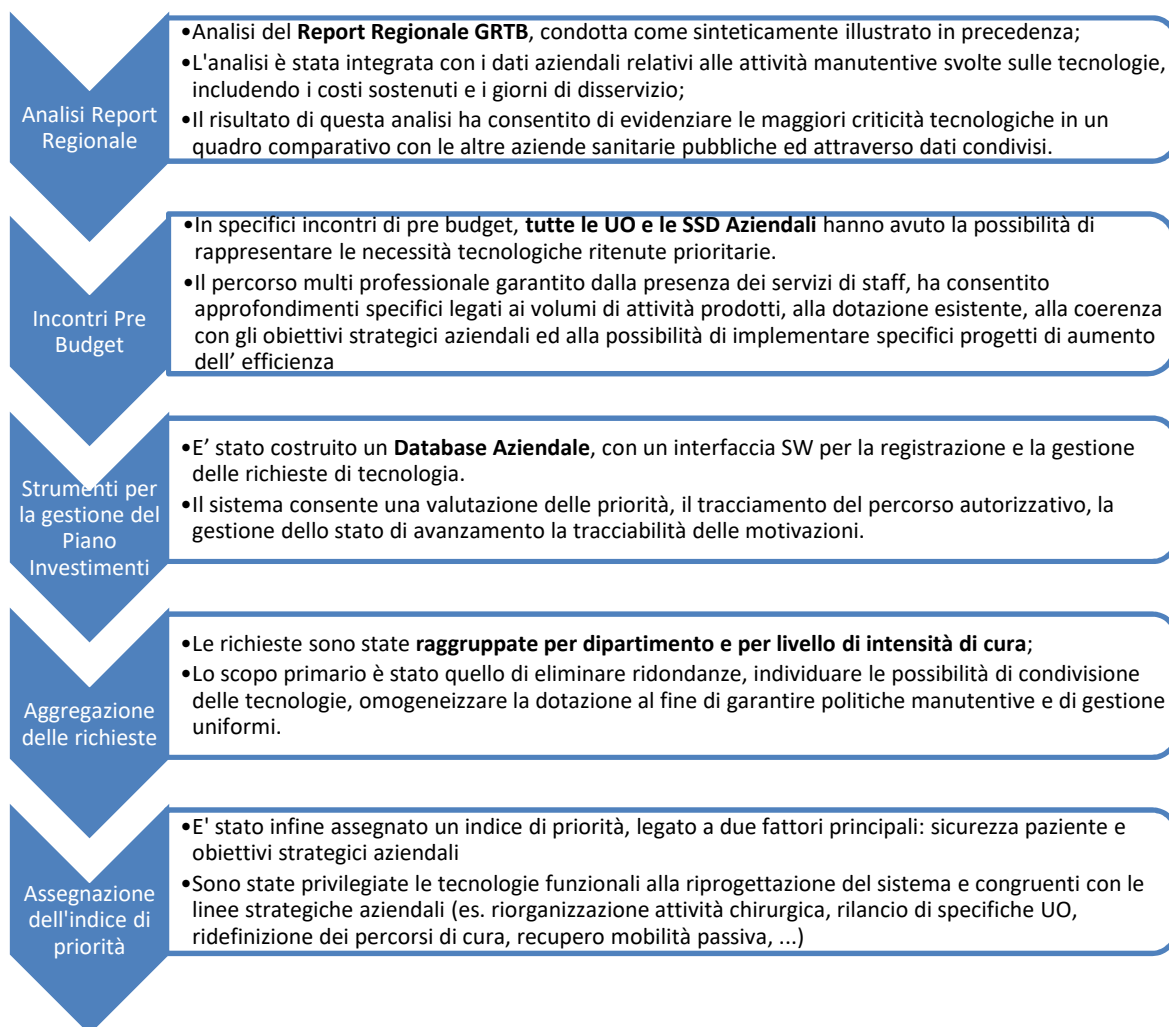 Analisi Report
Regionale
•Analisi del Report Regionale GRTB, condotta come sinteticamente illustrato in precedenza;
•L'analisi è stata integrata con i dati aziendali relativi alle attività manutentive svolte sulle tecnologie,
includendo i costi sostenuti e i giorni di disservizio;
•Il risultato di questa analisi ha consentito di evidenziare le maggiori criticità tecnologiche in un
quadro comparativo con le altre aziende sanitarie pubbliche ed attraverso dati condivisi.
Incontri Pre
Budget
•In specifici incontri di pre budget, tutte le UO e le SSD Aziendali hanno avuto la possibilità di
rappresentare le necessità tecnologiche ritenute prioritarie.
•Il percorso multi professionale garantito dalla presenza dei servizi di staff, ha consentito
approfondimenti specifici legati ai volumi di attività prodotti, alla dotazione esistente, alla coerenza
con gli obiettivi strategici aziendali ed alla possibilità di implementare specifici progetti di aumento
dell’ efficienza
Strumenti per
la gestione del
Piano
Investimenti
•E’ stato costruito un Database Aziendale, con un interfaccia SW per la registrazione e la gestione
delle richieste di tecnologia.
•Il sistema consente una valutazione delle priorità, il tracciamento del percorso autorizzativo, la
gestione dello stato di avanzamento la tracciabilità delle motivazioni.
Aggregazione
delle richieste
•Le richieste sono state raggruppate per dipartimento e per livello di intensità di cura;
•Lo scopo primario è stato quello di eliminare ridondanze, individuare le possibilità di condivisione
delle tecnologie, omogeneizzare la dotazione al fine di garantire politiche manutentive e di gestione
uniformi.
Assegnazione
dell'indice di
priorità
•E' stato infine assegnato un indice di priorità, legato a due fattori principali: sicurezza paziente e
obiettivi strategici aziendali
•Sono state privilegiate le tecnologie funzionali alla riprogettazione del sistema e congruenti con le
linee strategiche aziendali (es. riorganizzazione attività chirurgica, rilancio di specifiche UO,
ridefinizione dei percorsi di cura, recupero mobilità passiva, ...)